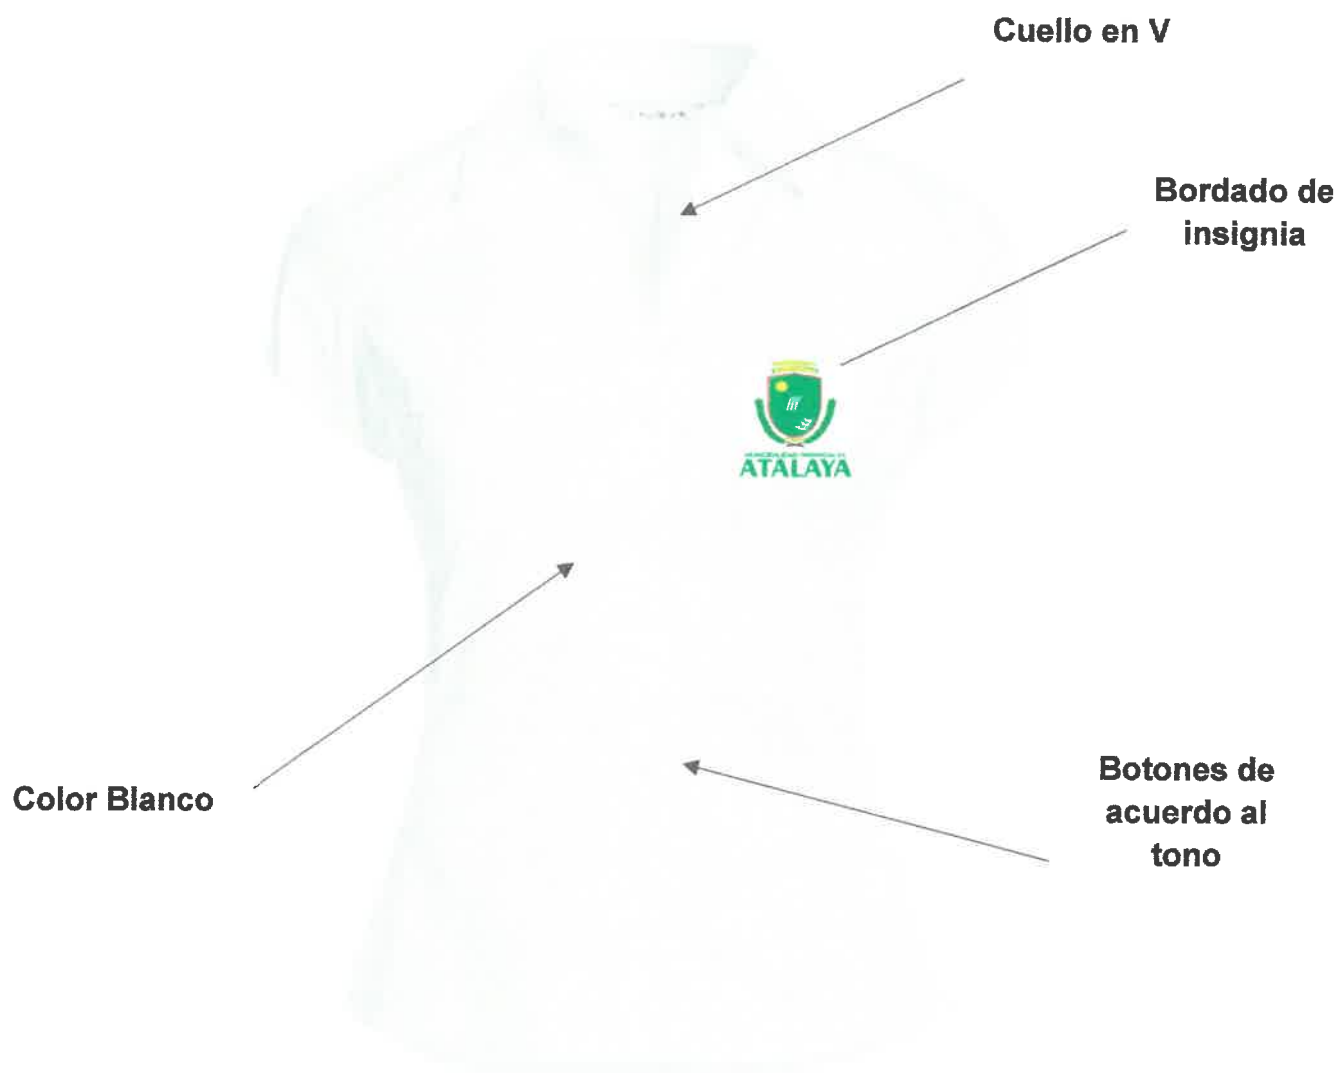 Cuello en V
Bordado de
insignia
ATALAYA
Color Blanco
Botones de
acuerdo al
tono